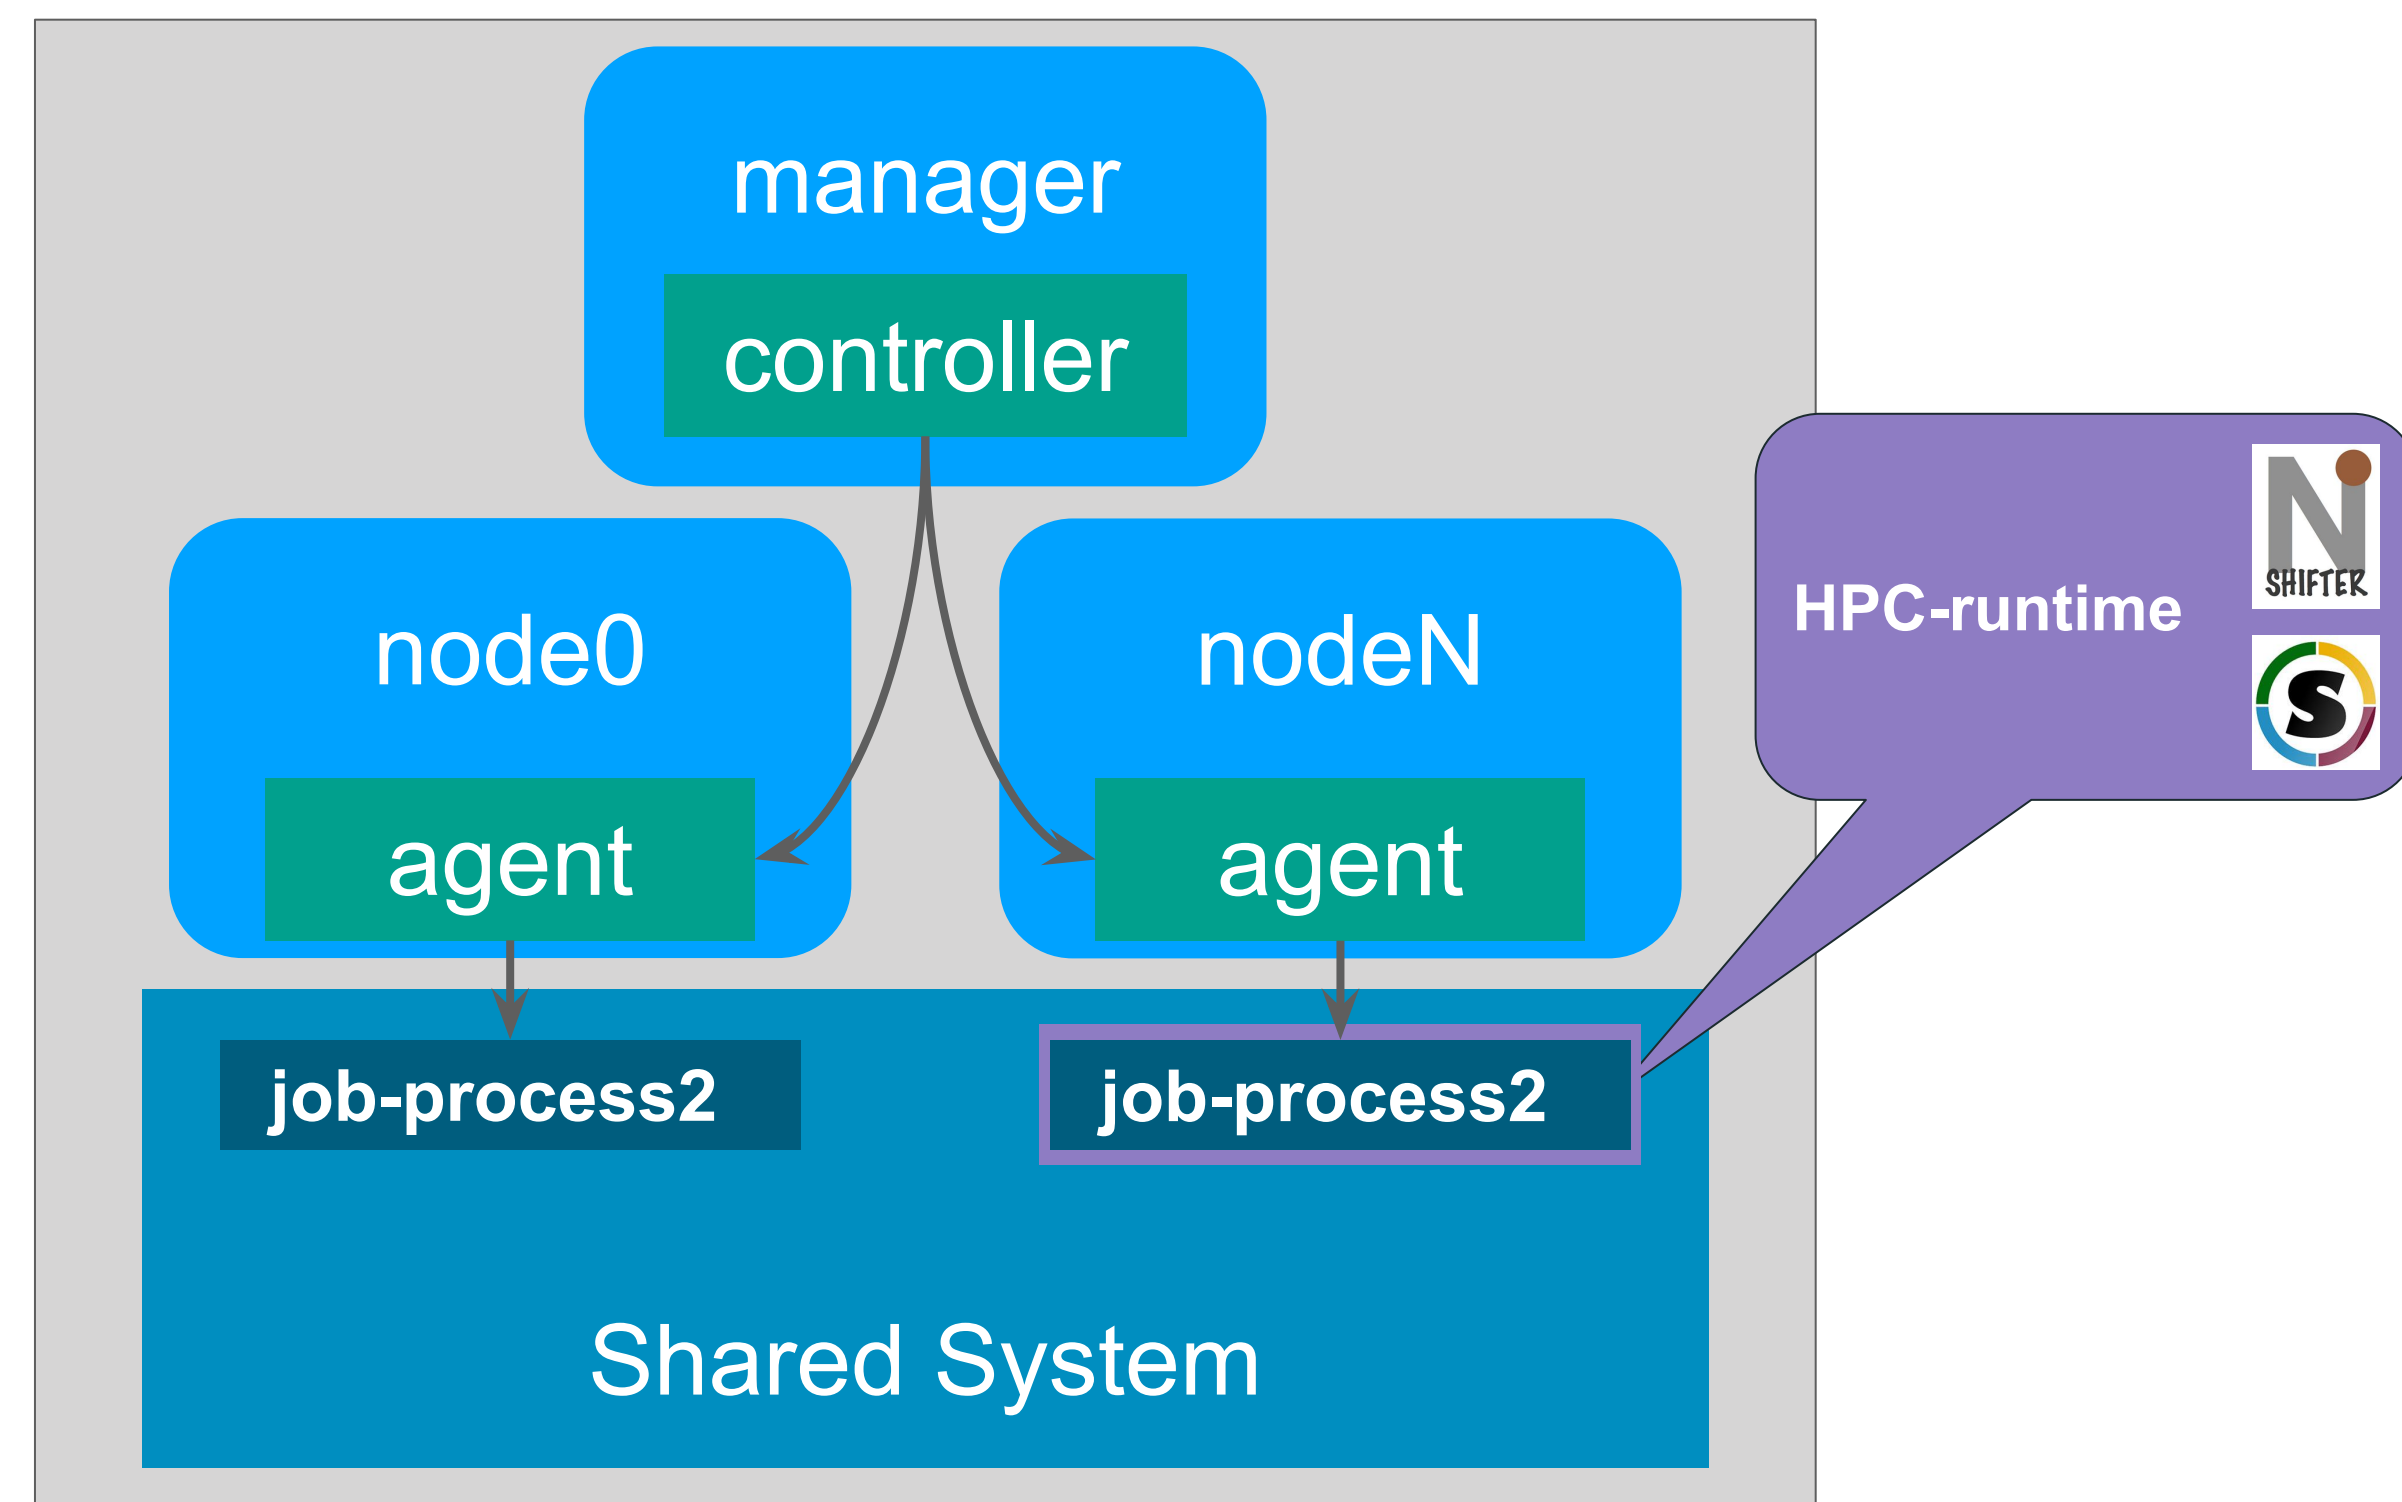 manager
controller
node0
nodeN
HPC-runtime
SHIFTER
S
agent
agent
job-process2
job-process2
Shared System